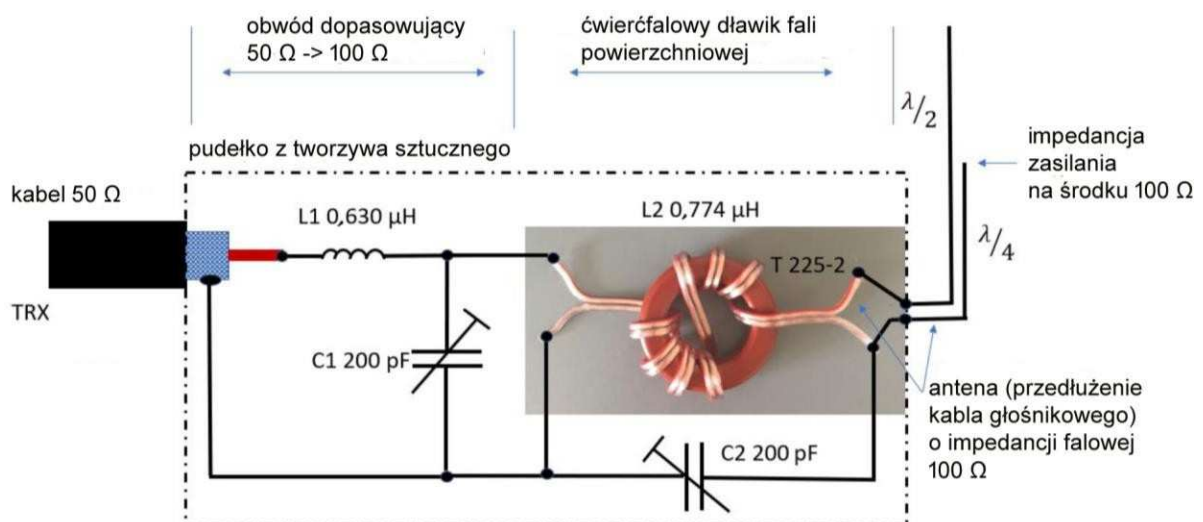 obwód dopasowujący
50 Ω -> 100 Ω
ćwierćfalowy dławik fali
powierzchniowej
λ/2
pudełko z tworzywa sztucznego
impedancja
zasilania
na środku 100 Ω
kabel 50 Ω
L1 0,630 µH
L2 0,774 µH
λ/4
T 225-2
TRX
C1 200 pF
antena (przedłużenie
kabla głośnikowego)
o impedancji falowej
100 Ω
C2 200 pF